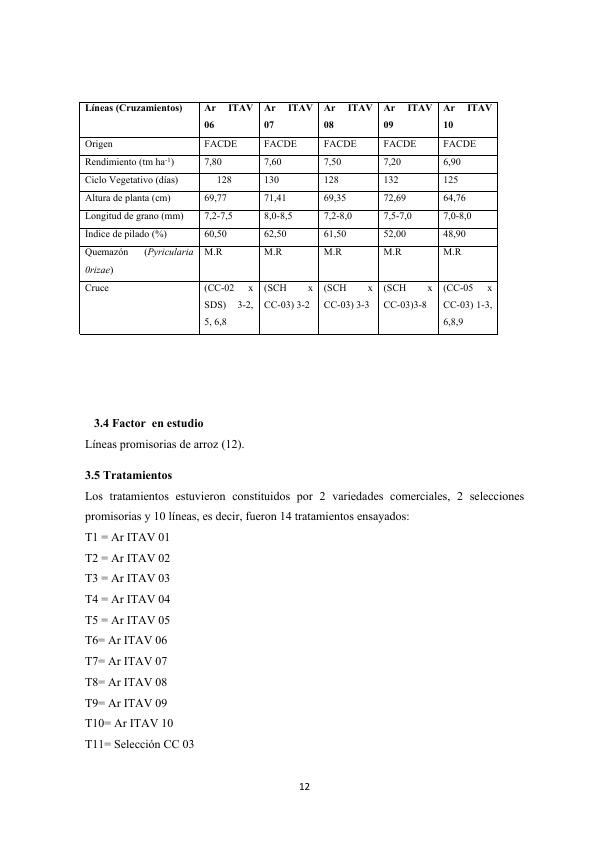 Líneas (Cruzamientos) Ar ITAV 06 Ar ITAV 07 Ar ITAV 08 Ar ITAV 09 Ar ITAV 10
Origen FACDE FACDE FACDE FACDE FACDE
Rendimiento (tm ha⁻¹) 7,80 7,60 7,50 7,20 6,90
Ciclo Vegetativo (días) 128 130 128 132 125
Altura de planta (cm) 69,77 71,41 69,35 72,69 64,76
Longitud de grano (mm) 7,2-7,5 8,0-8,5 7,2-8,0 7,5-7,0 7,0-8,0
Índice de pilado (%) 60,50 62,50 61,50 52,00 48,90
Quemazón (Pyricularia 0rizae) M.R M.R M.R M.R M.R
Cruce (CC-02 x SDS) 3-2, 5, 6,8 (SCH x CC-03) 3-2 (SCH x CC-03) 3-3 (SCH x CC-03)3-8 (CC-05 x CC-03) 1-3, 6,8,9
3.4 Factor en estudio
Líneas promisorias de arroz (12).
3.5 Tratamientos
Los tratamientos estuvieron constituidos por 2 variedades comerciales, 2 selecciones
promisorias y 10 líneas, es decir, fueron 14 tratamientos ensayados:
T1 = Ar ITAV 01
T2 = Ar ITAV 02
T3 = Ar ITAV 03
T4 = Ar ITAV 04
T5 = Ar ITAV 05
T6= Ar ITAV 06
T7= Ar ITAV 07
T8= Ar ITAV 08
T9= Ar ITAV 09
T10= Ar ITAV 10
T11= Selección CC 03
12